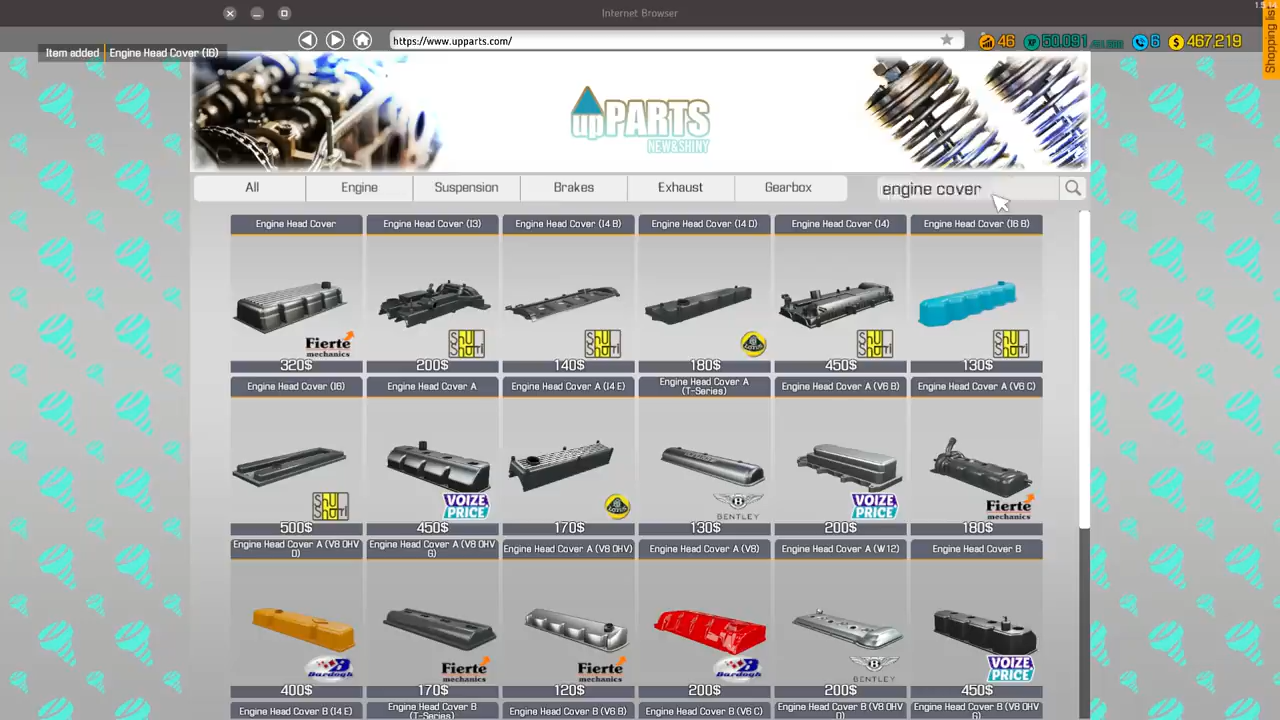 1.5.14
Internet Browser
Shopping list
https://www.upparts.com/
46
50.091
6
467,219
Item added | Engine Head Cover (I6)
upPARTS
NEW&SHINY
All
Engine
Suspension
Brakes
Exhaust
Gearbox
engine cover
Engine Head Cover
Engine Head Cover (I3)
Engine Head Cover (I4 B)
Engine Head Cover (I4 D)
Engine Head Cover (I4)
Engine Head Cover (I6 B)
Fierte
mechanics
LOTUS
320$
200$
140$
180$
450$
130$
Engine Head Cover (I6)
Engine Head Cover A
Engine Head Cover A (I4 E)
Engine Head Cover A
(T-Series)
Engine Head Cover A (V6 B)
Engine Head Cover A (V6 C)
VOIZE
PRICE
LOTUS
BENTLEY
VOIZE
PRICE
Fierte
mechanics
500$
450$
170$
130$
200$
180$
Engine Head Cover A (V8 OHV
D)
Engine Head Cover A (V8 OHV
G)
Engine Head Cover A (V8 OHV)
Engine Head Cover A (V8)
Engine Head Cover A (W12)
Engine Head Cover B
Bardogh
Fierte
mechanics
Fierte
mechanics
Bardogh
BENTLEY
VOIZE
PRICE
400$
170$
120$
200$
200$
450$
Engine Head Cover B (I4 E)
Engine Head Cover B
(T-Series)
Engine Head Cover B (V6 B)
Engine Head Cover B (V6 C)
Engine Head Cover B (V8 OHV
D)
Engine Head Cover B (V8 OHV
G)